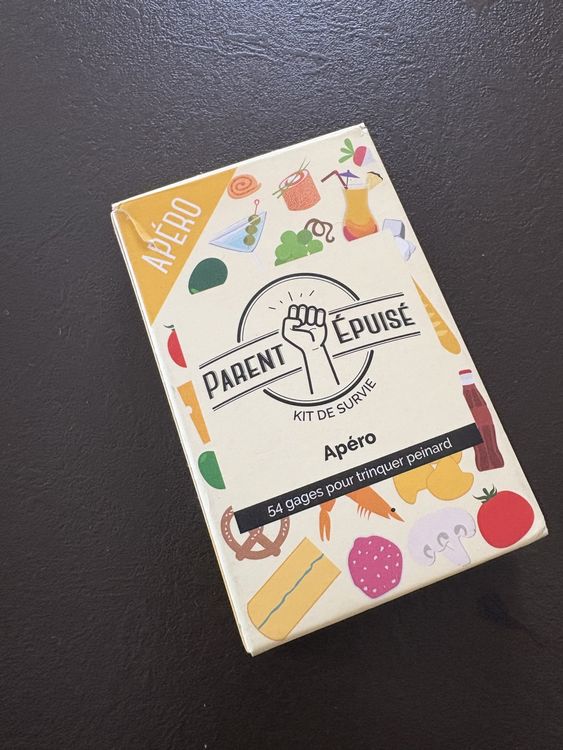 APÉRO
PARENT ÉPUISÉ
KIT DE SURVIE
Apéro
54 gages pour trinquer peinard